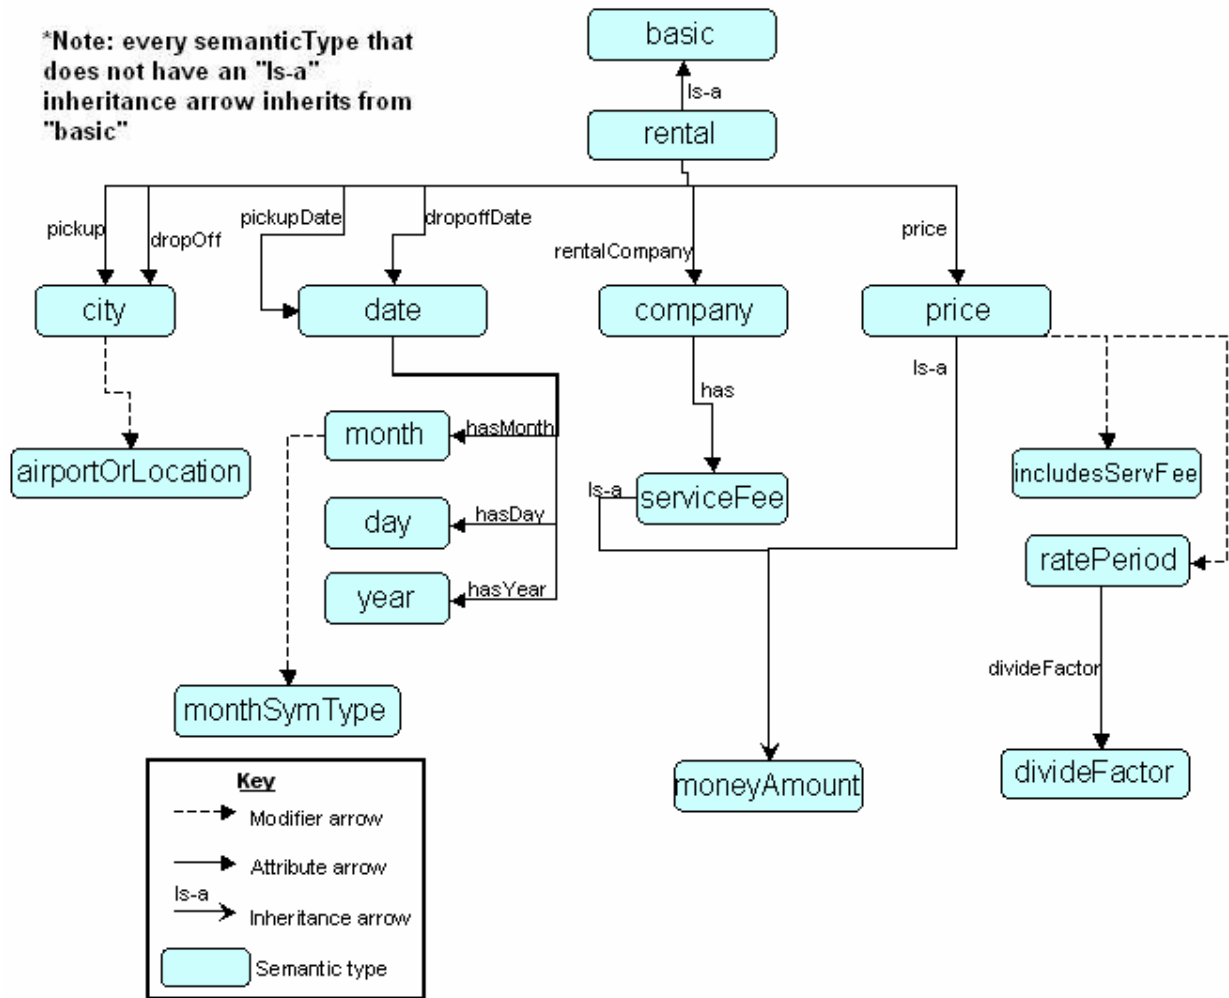 *Note: every semanticType that
does not have an "Is-a"
inheritance arrow inherits from
"basic"
basic
Is-a
rental
pickup
dropOff
pickupDate
dropoffDate
rentalCompany
price
city
date
company
price
Is-a
has
month
hasMonth
airportOrLocation
includesServFee
Is-a
serviceFee
day
hasDay
ratePeriod
year
hasYear
divideFactor
monthSymType
moneyAmount
divideFactor
Key
Modifier arrow
Attribute arrow
Is-a
Inheritance arrow
Semantic type